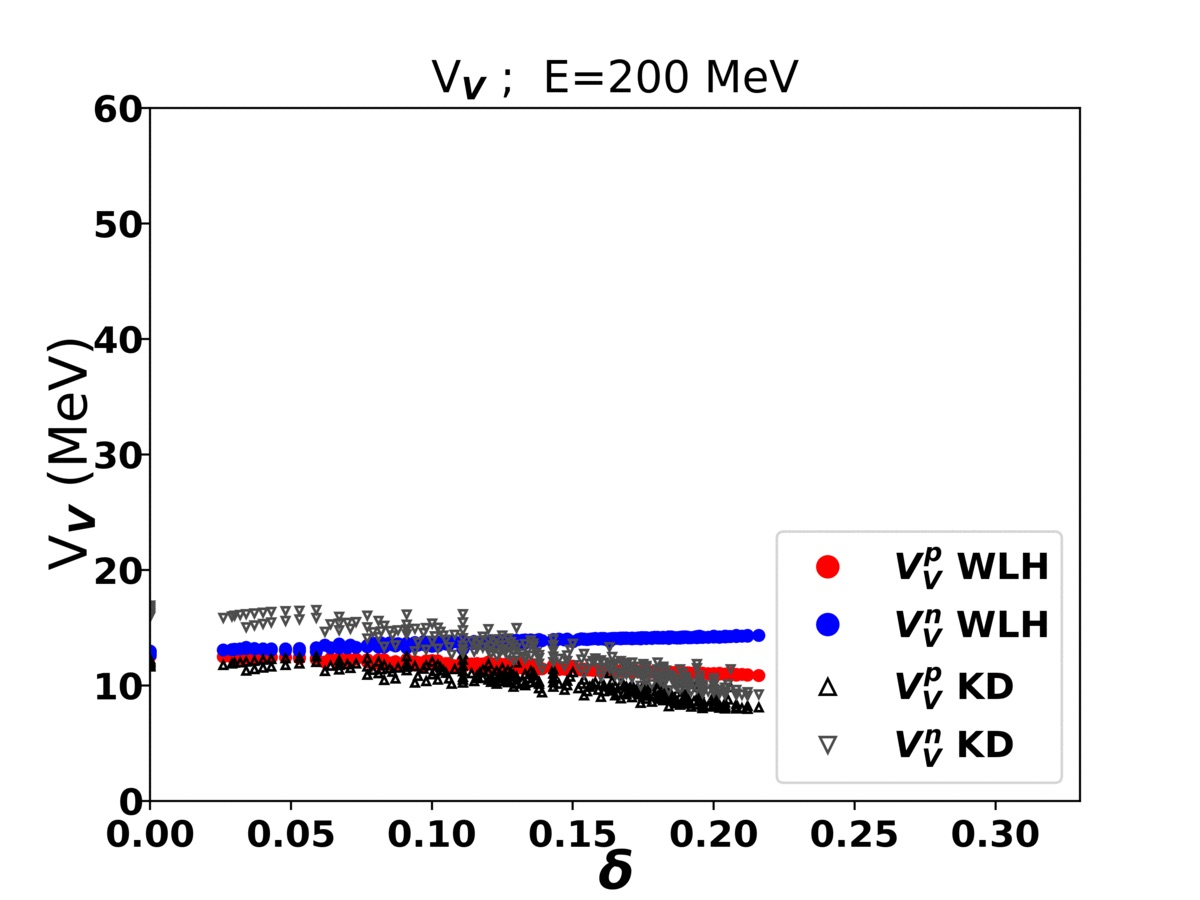 V_V ; E=200 MeV
60
50
40
30
20
10
0
V_V (MeV)
0.00 0.05 0.10 0.15 0.20 0.25 0.30
δ
V_V^p WLH
V_V^n WLH
V_V^p KD
V_V^n KD